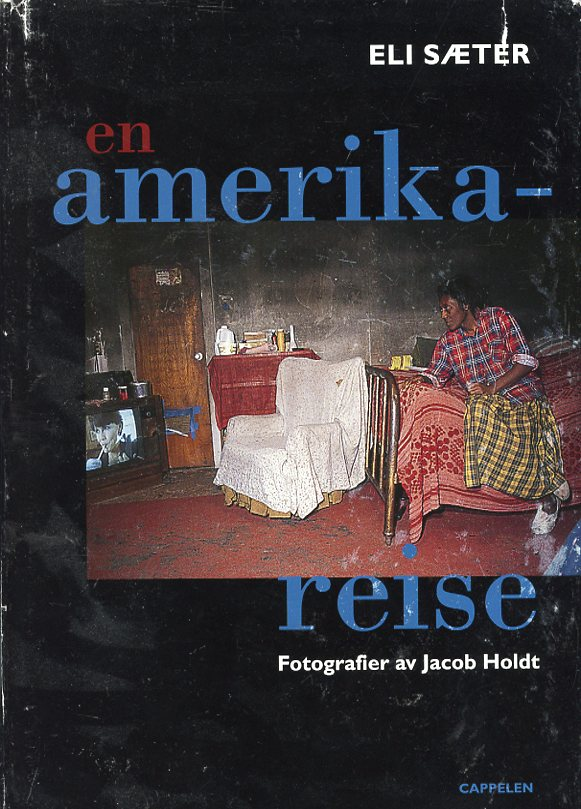 ELI SÆTER
en
amerika-
reise
Fotografier av Jacob Holdt
CAPPELEN